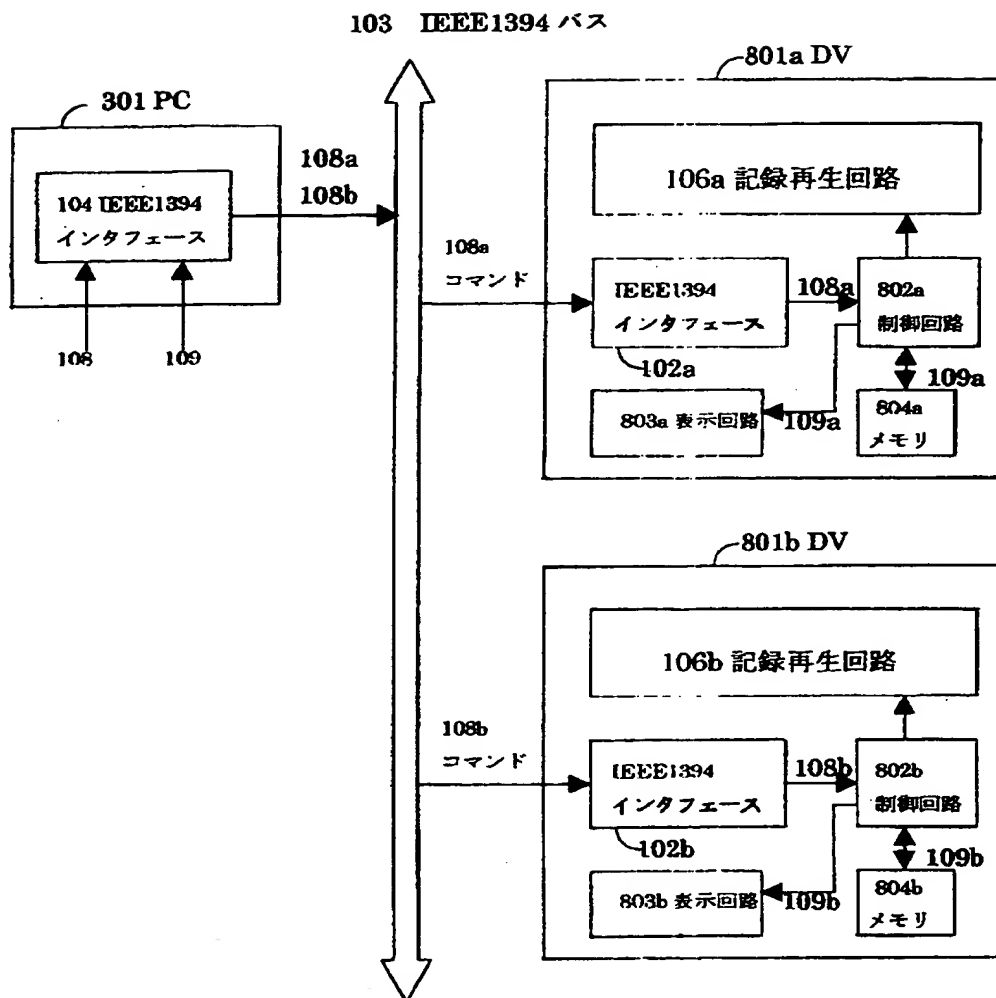 103 IEEE1394 バス
301 PC
104 IEEE1394
インタフェース
108
109
108a
108b
108a
コマンド
801a DV
106a 記録再生回路
IEEE1394
インタフェース
102a
108a
802a
制御回路
109a
803a 表示回路
109a
804a
メモリ
108b
コマンド
801b DV
106b 記録再生回路
IEEE1394
インタフェース
102b
108b
802b
制御回路
109b
803b 表示回路
109b
804b
メモリ